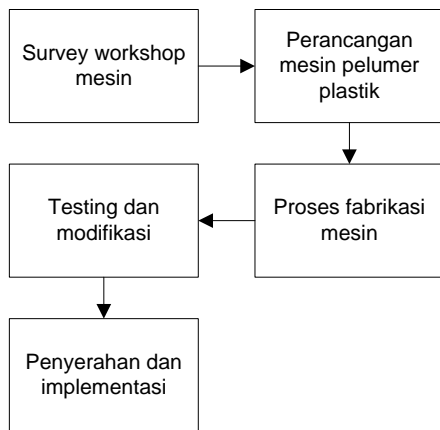 Survey workshop
mesin
Perancangan
mesin pelumer
plastik
Proses fabrikasi
mesin
Testing dan
modifikasi
Penyerahan dan
implementasi